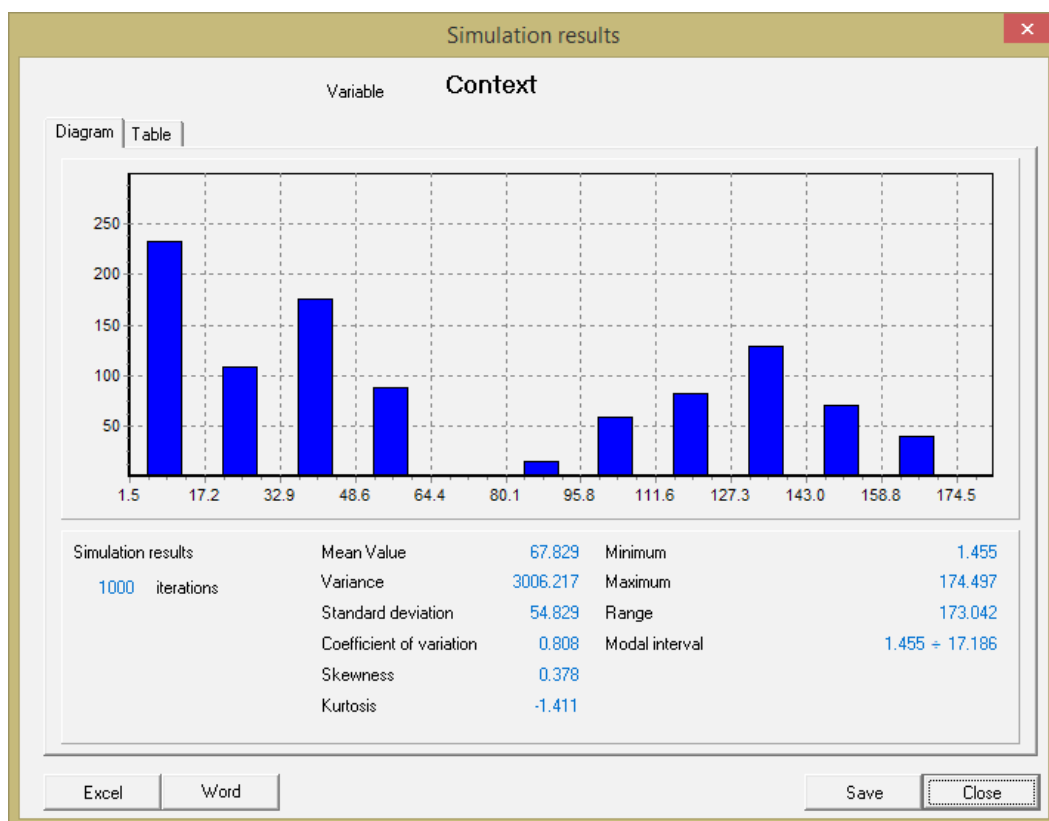 Simulation results
Variable Context
Diagram Table
250
200
150
100
50
1.5 17.2 32.9 48.6 64.4 80.1 95.8 111.6 127.3 143.0 158.8 174.5
Simulation results Mean Value 67.829 Minimum 1.455
1000 iterations Variance 3006.217 Maximum 174.497
Standard deviation 54.829 Range 173.042
Coefficient of variation 0.808 Modal interval 1.455 ÷ 17.186
Skewness 0.378
Kurtosis -1.411
Excel Word Save Close